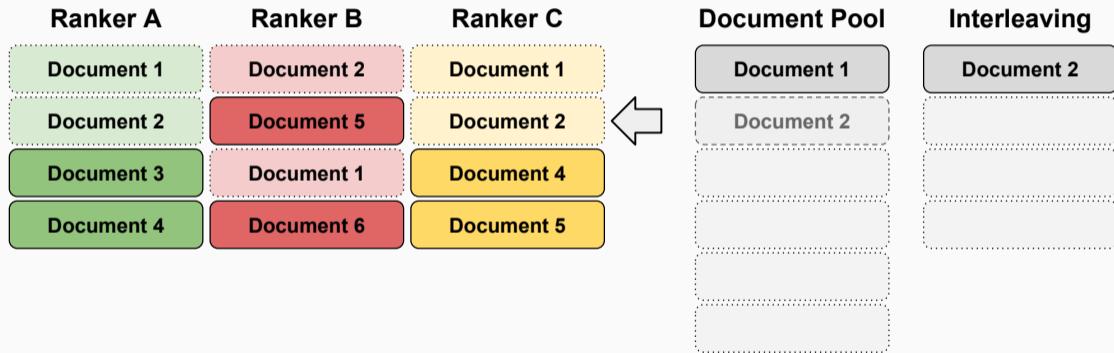 Ranker A Ranker B Ranker C Document Pool Interleaving
Document 1 Document 2 Document 1 Document 1 Document 2
Document 2 Document 5 Document 2 Document 2
Document 3 Document 1 Document 4
Document 4 Document 6 Document 5